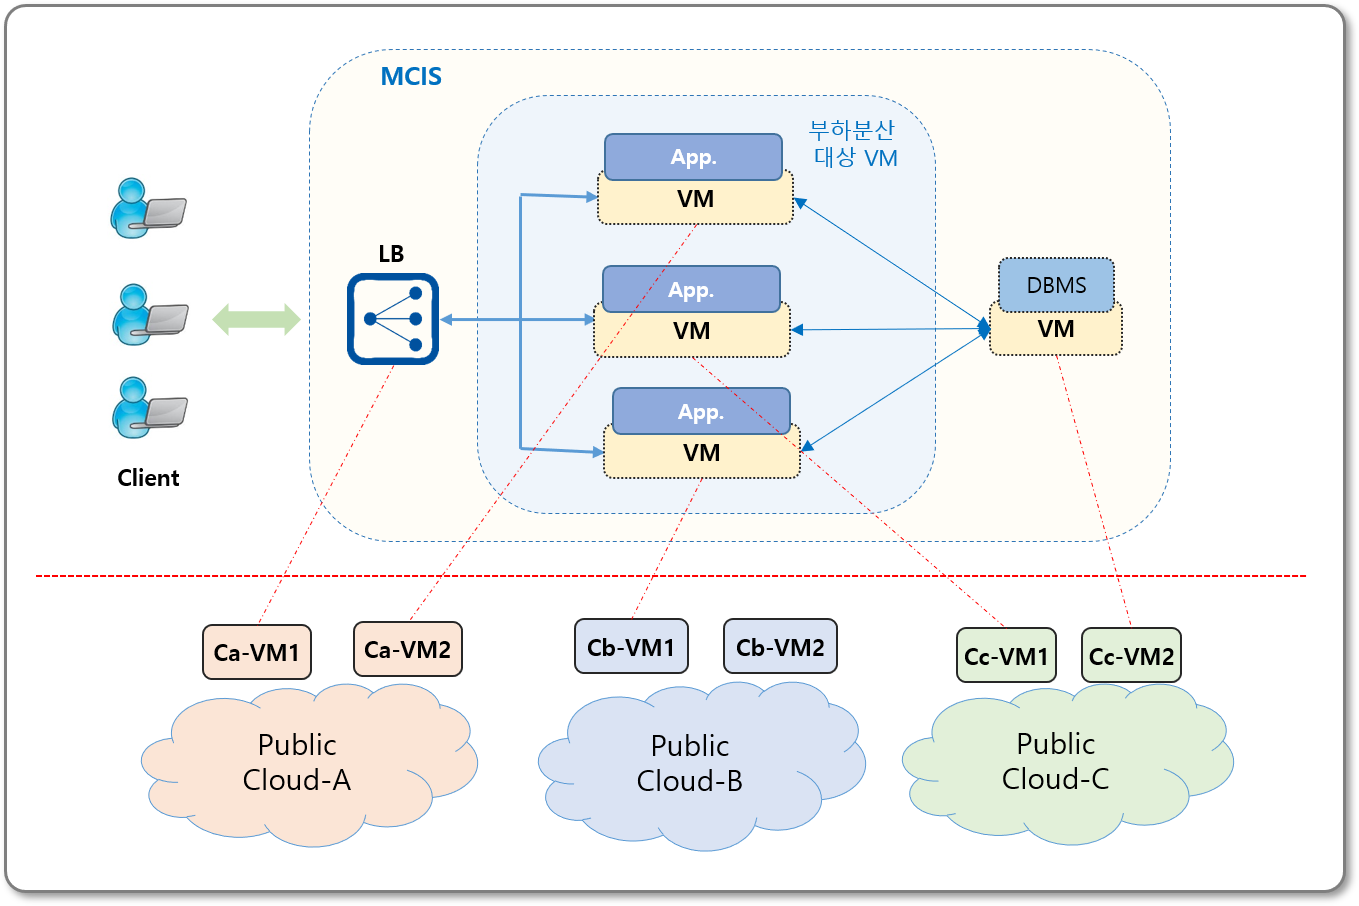 MCIS
부하분산
대상 VM
App.
VM
LB
App.
VM
DBMS
VM
App.
VM
Client
Ca-VM1
Ca-VM2
Cb-VM1
Cb-VM2
Cc-VM1
Cc-VM2
Public
Cloud-A
Public
Cloud-B
Public
Cloud-C